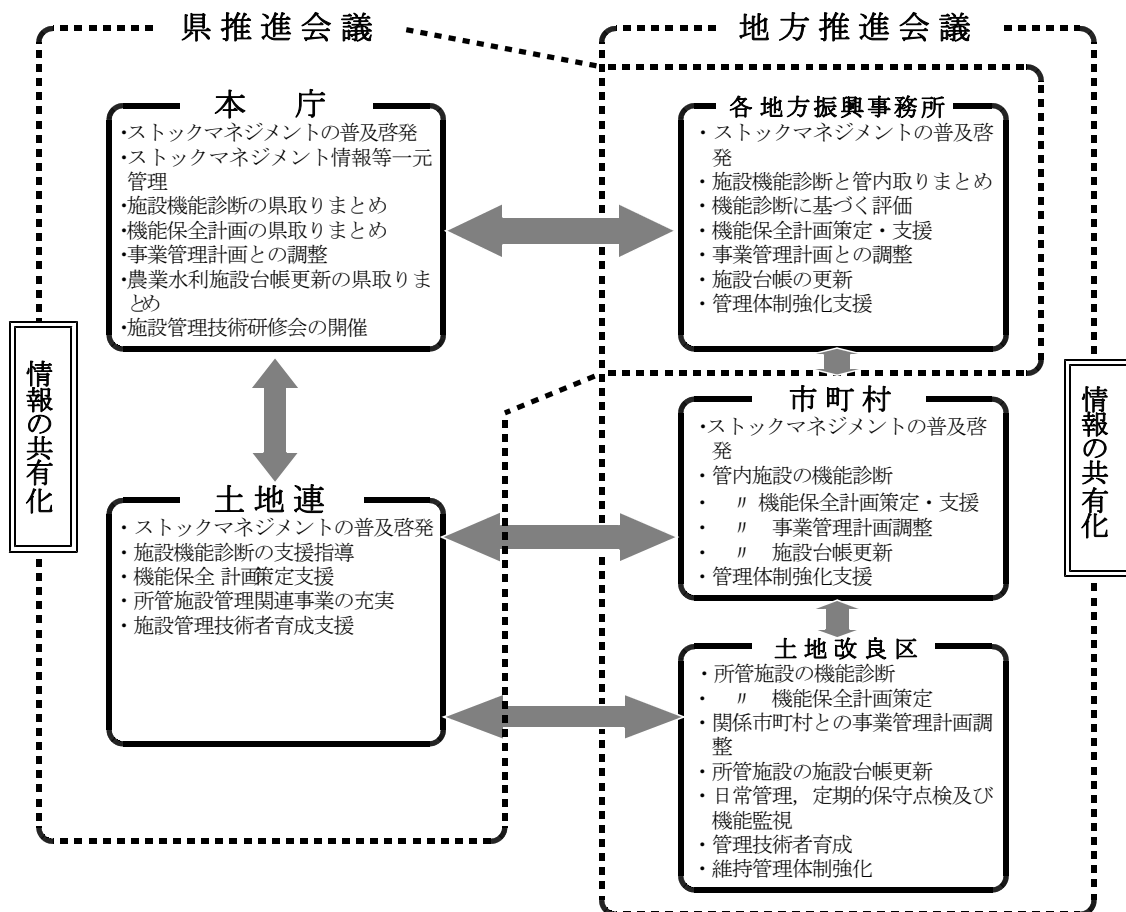 県推進会議
本　庁
・ストックマネジメントの普及啓発
・ストックマネジメント情報等一元
管理
・施設機能診断の県取りまとめ
・機能保全計画の県取りまとめ
・事業管理計画との調整
・農業水利施設台帳更新の県取りま
とめ
・施設管理技術研修会の開催
情報の共有化
土地連
・ストックマネジメントの普及啓発
・施設機能診断の支援指導
・機能保全 計画策定支援
・所管施設管理関連事業の充実
・施設管理技術者育成支援
地方推進会議
各地方振興事務所
・ストックマネジメントの普及啓
発
・施設機能診断と管内取りまとめ
・機能診断に基づく評価
・機能保全計画策定・支援
・事業管理計画との調整
・施設台帳の更新
・管理体制強化支援
市町村
・ストックマネジメントの普及啓
発
・管内施設の機能診断
・　〃 機能保全計画策定・支援
・　〃　事業管理計画調整
・　〃　施設台帳更新
・管理体制強化支援
土地改良区
・所管施設の機能診断
・　〃　機能保全計画策定
・関係市町村との事業管理計画調
整
・所管施設の施設台帳更新
・日常管理，定期的保守点検及び
機能監視
・管理技術者育成
・維持管理体制強化
情報の共有化